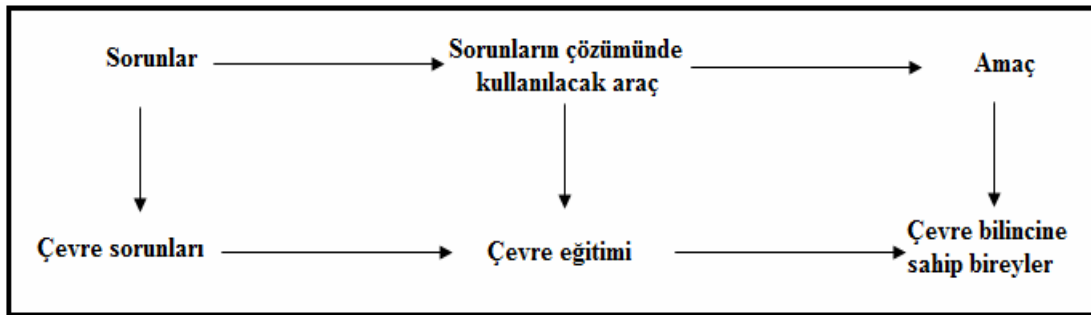 Sorunlar
Sorunların çözümünde
kullanılacak araç
Amaç
Çevre sorunları
Çevre eğitimi
Çevre bilincine
sahip bireyler